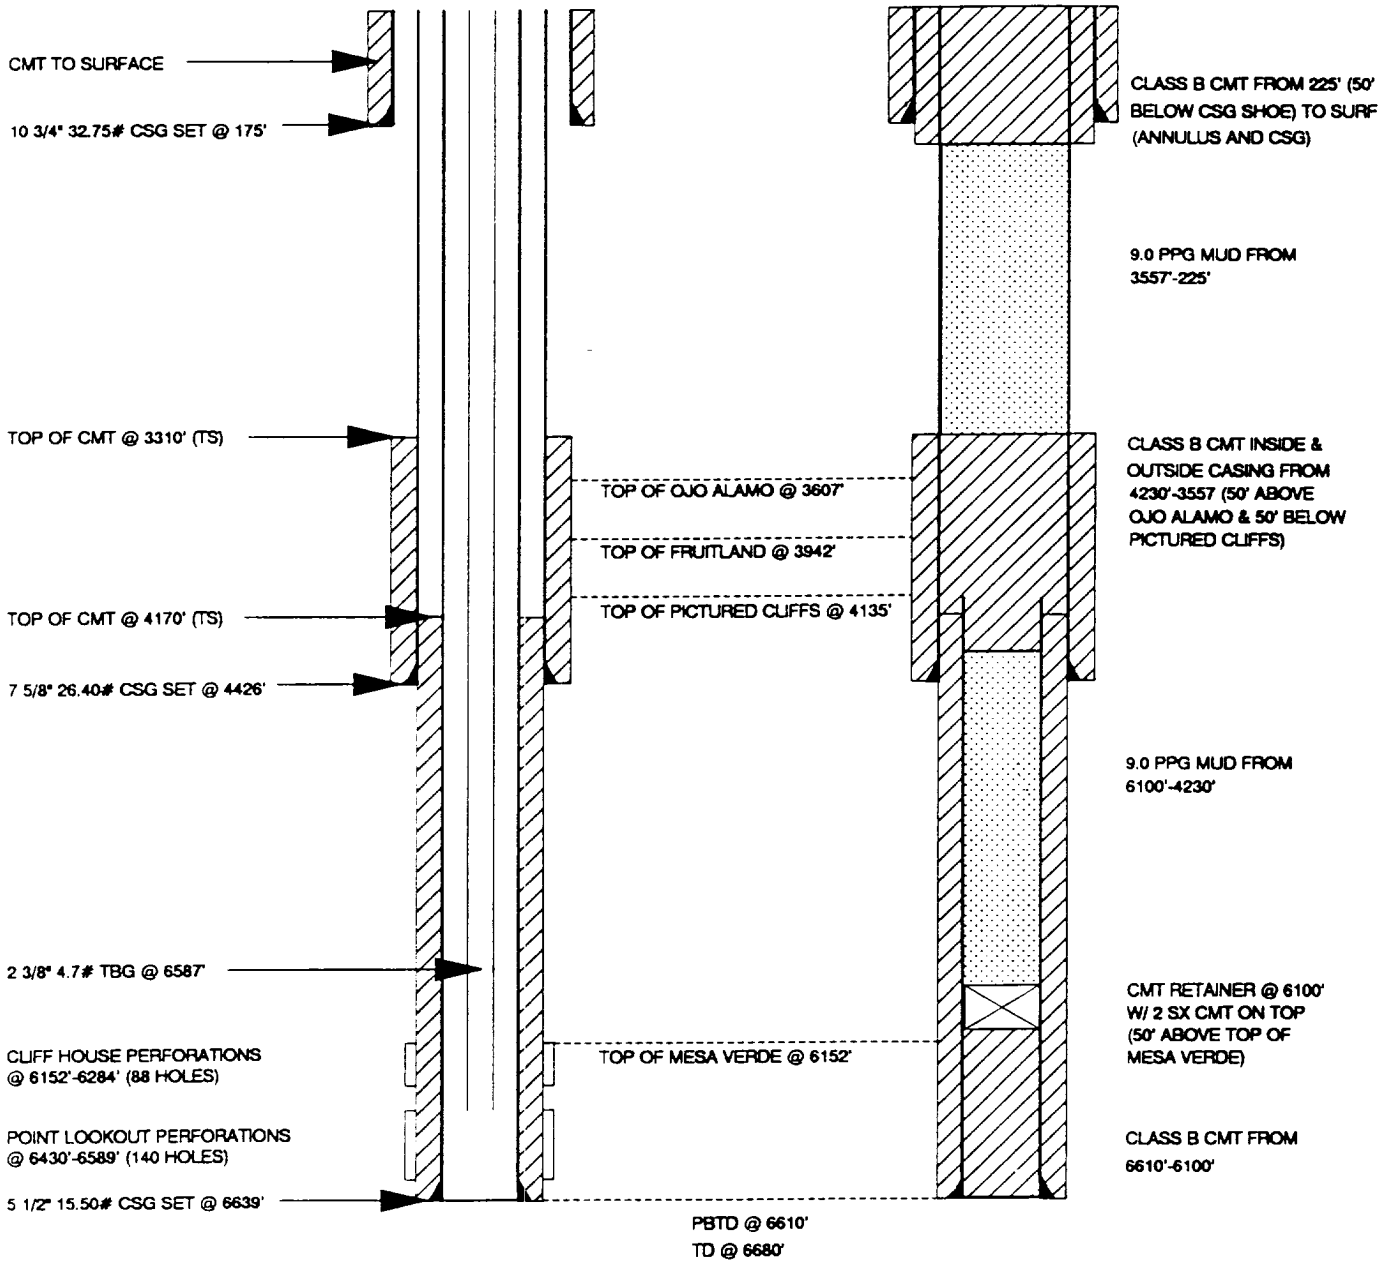 CMT TO SURFACE
10 3/4" 32.75# CSG SET @ 175'
TOP OF CMT @ 3310' (TS)
TOP OF CMT @ 4170' (TS)
7 5/8" 26.40# CSG SET @ 4426'
2 3/8" 4.7# TBG @ 6587'
CLIFF HOUSE PERFORATIONS
@ 6152'-6284' (88 HOLES)
POINT LOOKOUT PERFORATIONS
@ 6430'-6589' (140 HOLES)
5 1/2" 15.50# CSG SET @ 6639'
TOP OF OJO ALAMO @ 3607'
TOP OF FRUITLAND @ 3942'
TOP OF PICTURED CLIFFS @ 4135'
TOP OF MESA VERDE @ 6152'
PBTD @ 6610'
TD @ 6680'
CLASS B CMT FROM 225' (50'
BELOW CSG SHOE) TO SURF
(ANNULUS AND CSG)
9.0 PPG MUD FROM
3557'-225'
CLASS B CMT INSIDE &
OUTSIDE CASING FROM
4230'-3557 (50' ABOVE
OJO ALAMO & 50' BELOW
PICTURED CLIFFS)
9.0 PPG MUD FROM
6100'-4230'
CMT RETAINER @ 6100'
W/ 2 SX CMT ON TOP
(50' ABOVE TOP OF
MESA VERDE)
CLASS B CMT FROM
6610'-6100'